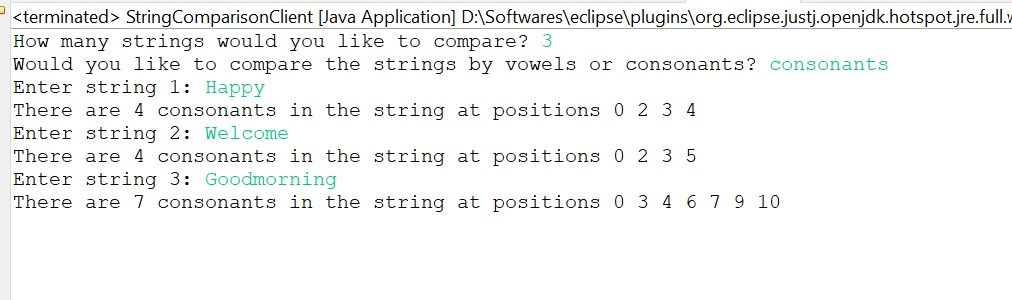 <terminated> StringComparisonClient [Java Application] D:\Softwares\eclipse\plugins\org.eclipse.justj.openjdk.hotspot.jre.full.
How many strings would you like to compare? 3
Would you like to compare the strings by vowels or consonants? consonants
Enter string 1: Happy
There are 4 consonants in the string at positions 0 2 3 4
Enter string 2: Welcome
There are 4 consonants in the string at positions 0 2 3 5
Enter string 3: Goodmorning
There are 7 consonants in the string at positions 0 3 4 6 7 9 10